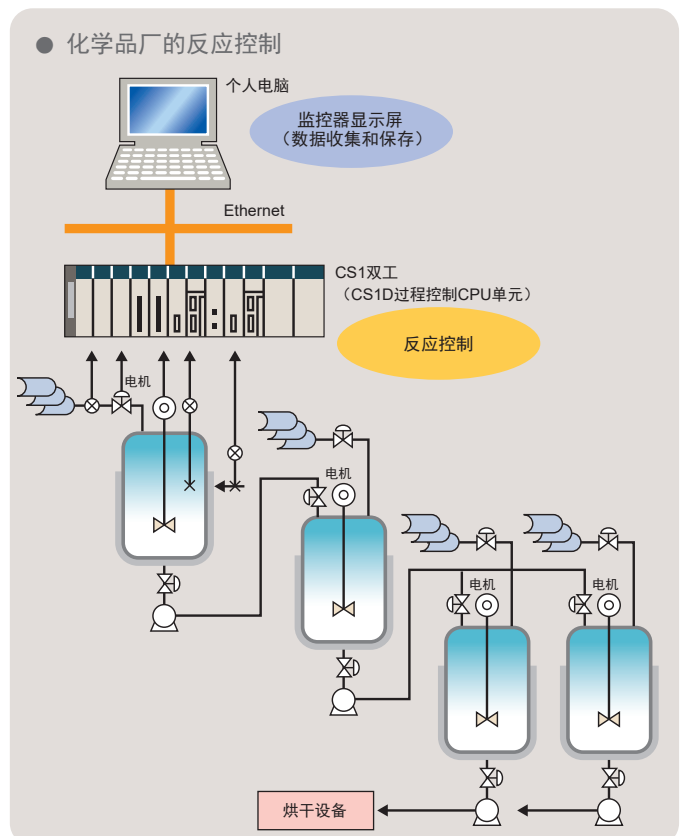 ● 化学品厂的反应控制
个人电脑
监控器显示屏
（数据收集和保存）
Ethernet
CS1双工
（CS1D过程控制CPU单元）
反应控制
电机
电机
电机
电机
烘干设备